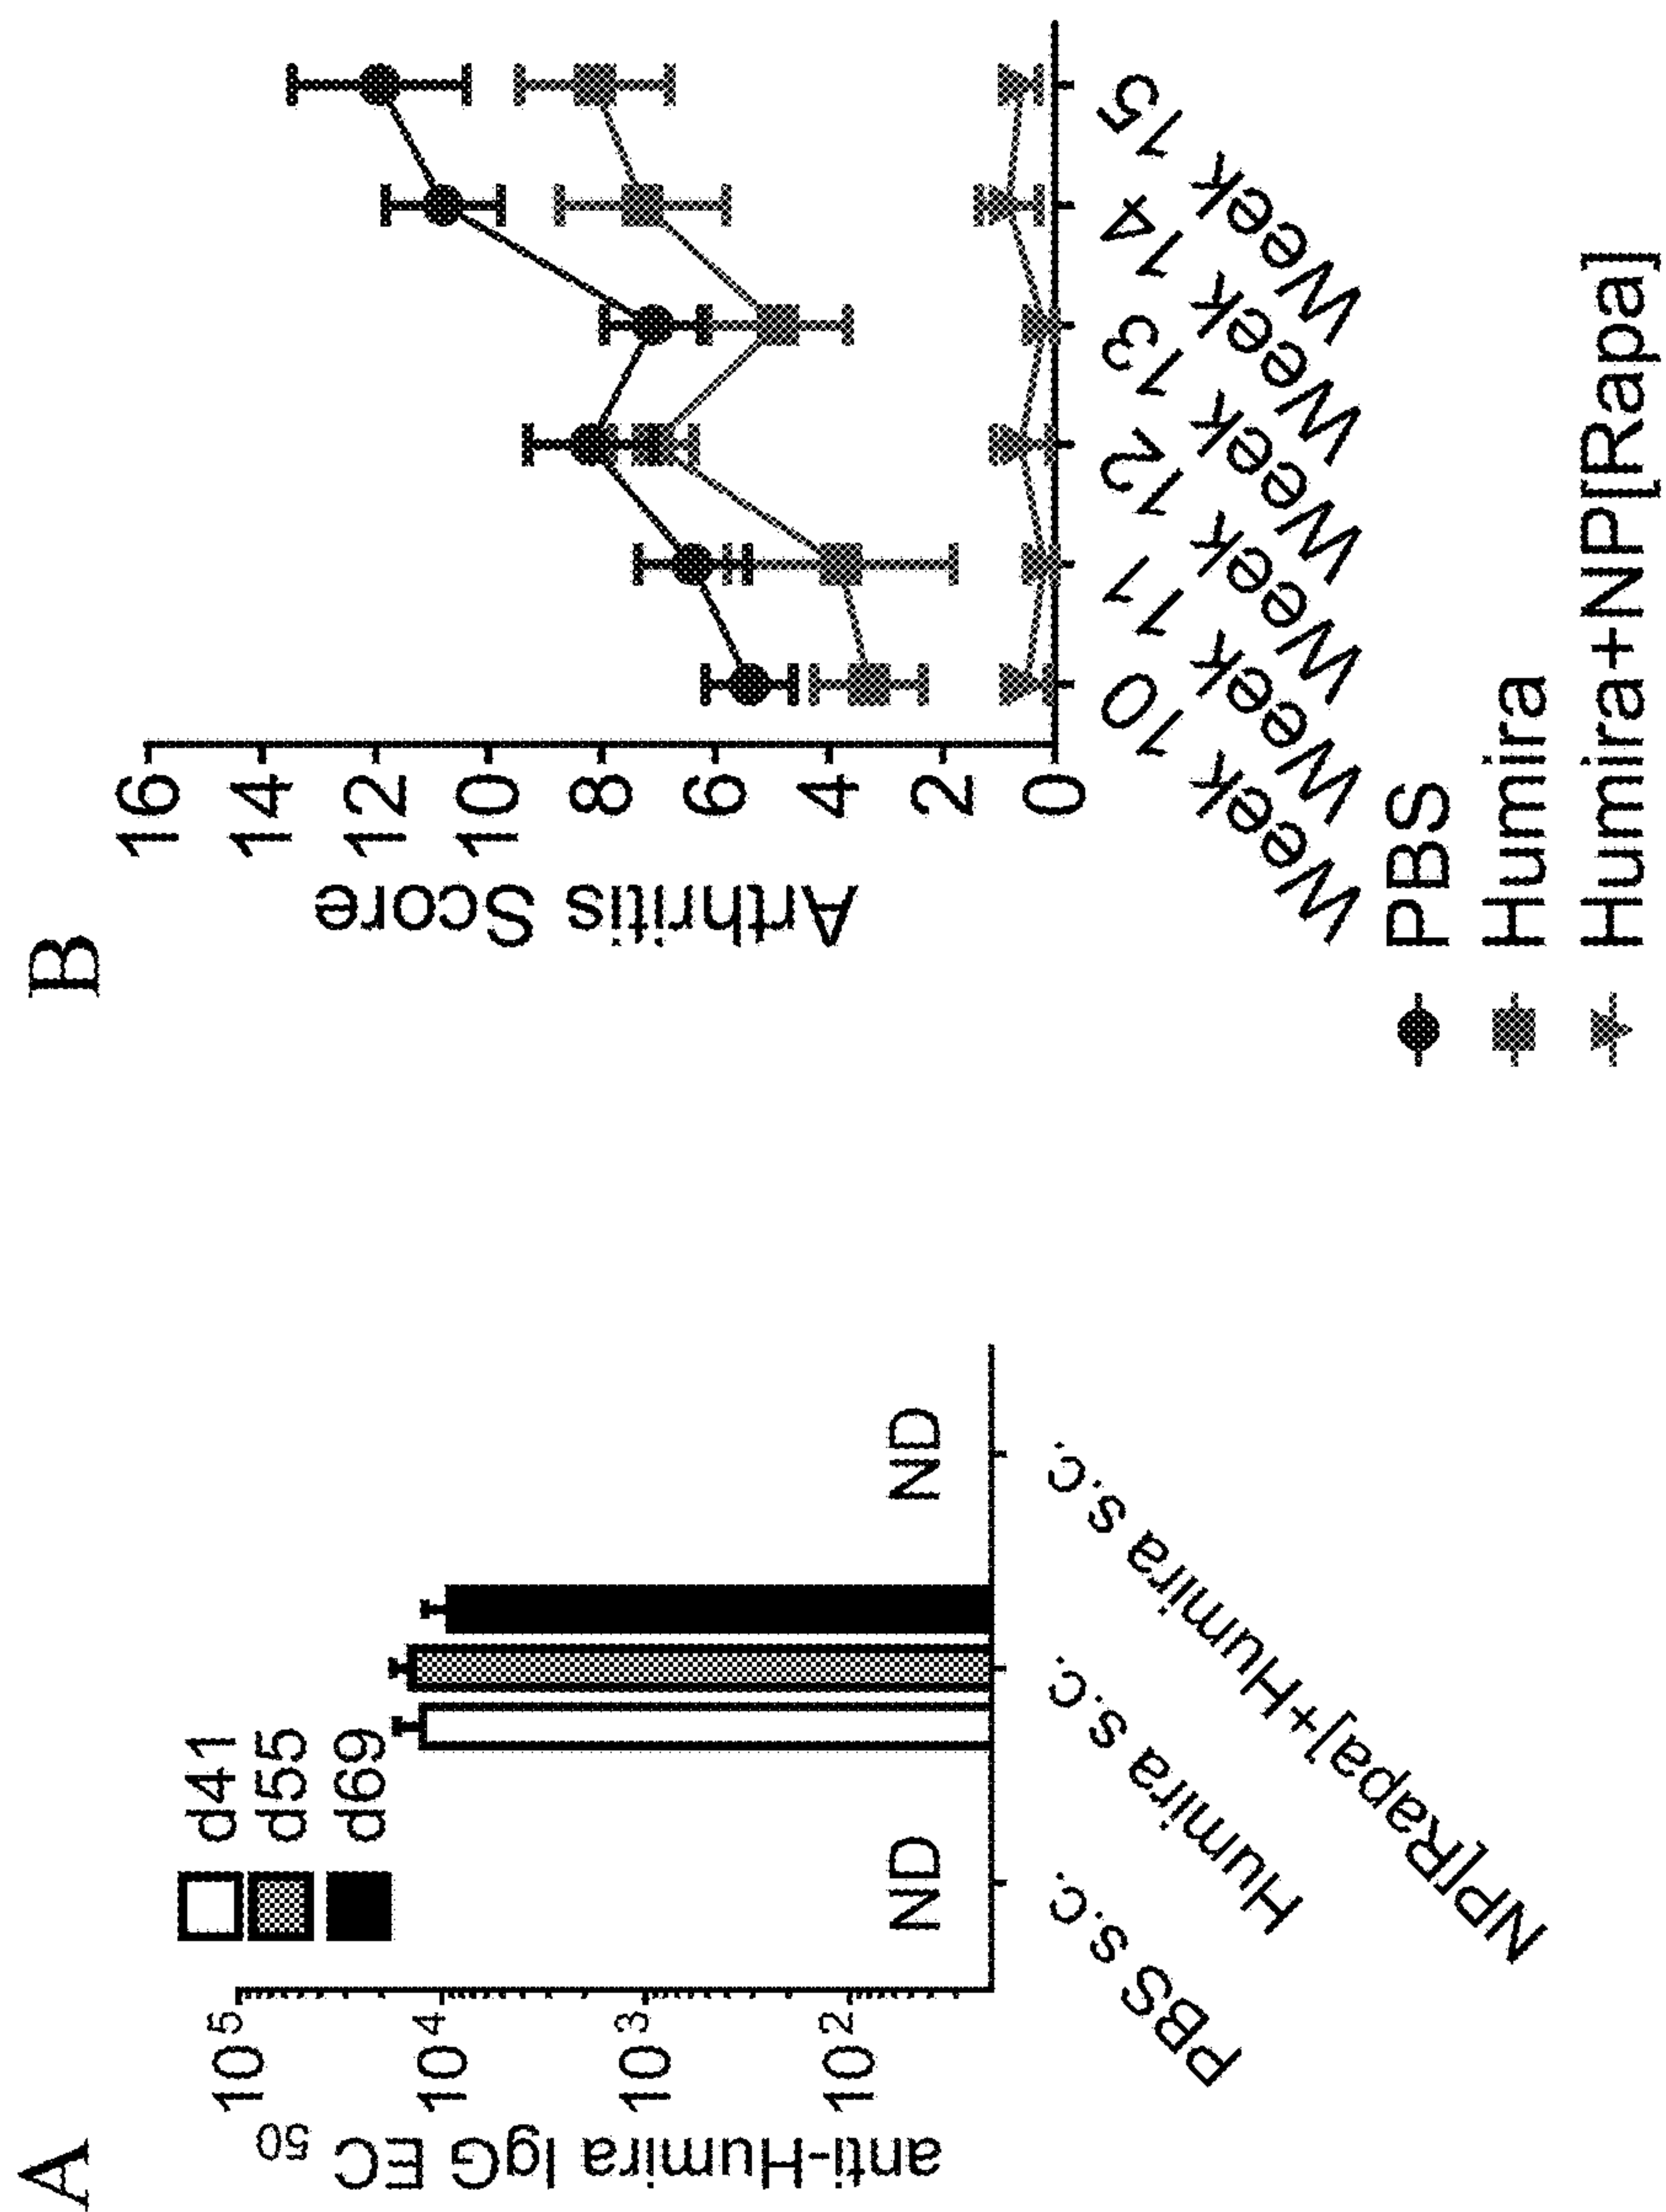 A
anti-Humira IgG EC 50
10 5
10 4
10 3
10 2
d41
d55
d69
ND
ND
PBS s.c.
Humira s.c.
NP[Rapa]+Humira s.c.
B
Arthritis Score
16
14
12
10
8
6
4
2
0
Week 10
Week 11
Week 12
Week 13
Week 14
Week 15
PBS
Humira
Humira+NP[Rapa]